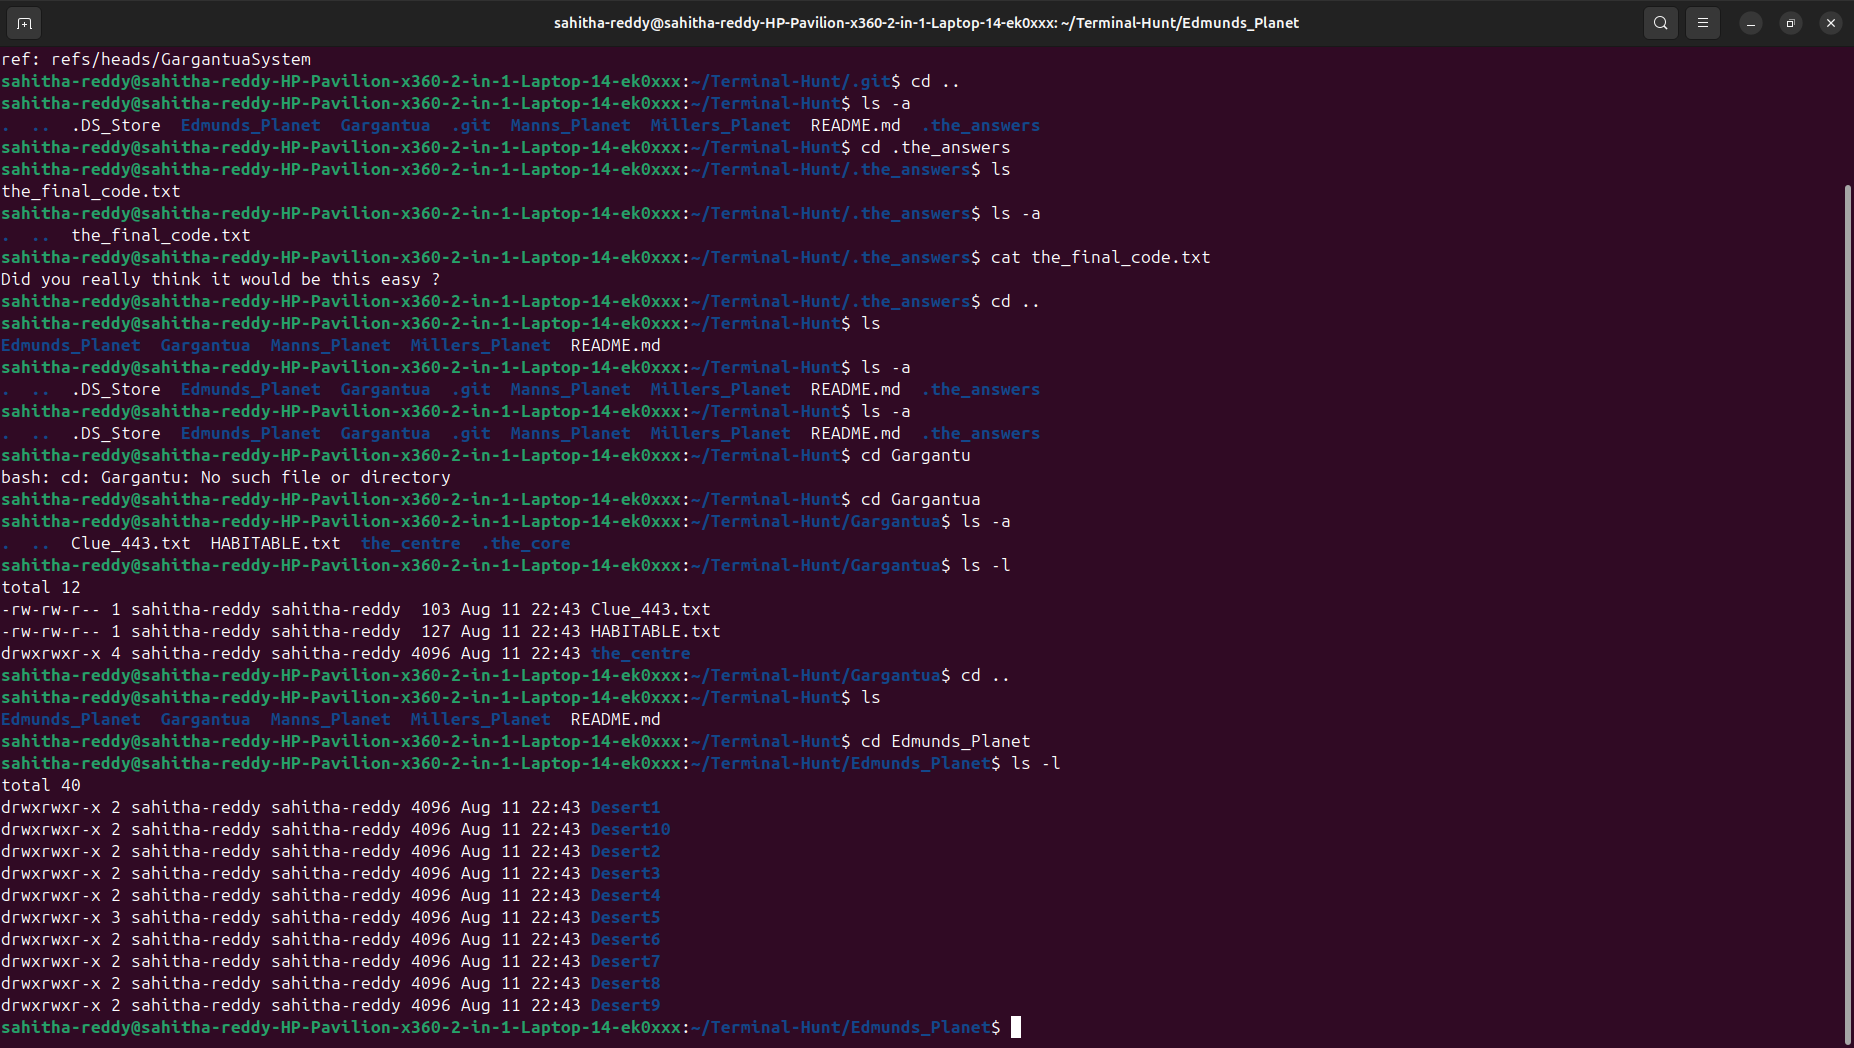 sahitha-reddy@sahitha-reddy-HP-Pavilion-x360-2-in-1-Laptop-14-ek0xxx: ~/Terminal-Hunt/Edmunds_Planet
ref: refs/heads/GargantuaSystem
sahitha-reddy@sahitha-reddy-HP-Pavilion-x360-2-in-1-Laptop-14-ek0xxx:~/Terminal-Hunt/.git$ cd ..
sahitha-reddy@sahitha-reddy-HP-Pavilion-x360-2-in-1-Laptop-14-ek0xxx:~/Terminal-Hunt$ ls -a
.  ..  .DS_Store  Edmunds_Planet  Gargantua  .git  Manns_Planet  Millers_Planet  README.md  .the_answers
sahitha-reddy@sahitha-reddy-HP-Pavilion-x360-2-in-1-Laptop-14-ek0xxx:~/Terminal-Hunt$ cd .the_answers
sahitha-reddy@sahitha-reddy-HP-Pavilion-x360-2-in-1-Laptop-14-ek0xxx:~/Terminal-Hunt/.the_answers$ ls
the_final_code.txt
sahitha-reddy@sahitha-reddy-HP-Pavilion-x360-2-in-1-Laptop-14-ek0xxx:~/Terminal-Hunt/.the_answers$ ls -a
.  ..  the_final_code.txt
sahitha-reddy@sahitha-reddy-HP-Pavilion-x360-2-in-1-Laptop-14-ek0xxx:~/Terminal-Hunt/.the_answers$ cat the_final_code.txt
Did you really think it would be this easy ?
sahitha-reddy@sahitha-reddy-HP-Pavilion-x360-2-in-1-Laptop-14-ek0xxx:~/Terminal-Hunt/.the_answers$ cd ..
sahitha-reddy@sahitha-reddy-HP-Pavilion-x360-2-in-1-Laptop-14-ek0xxx:~/Terminal-Hunt$ ls
Edmunds_Planet  Gargantua  Manns_Planet  Millers_Planet  README.md
sahitha-reddy@sahitha-reddy-HP-Pavilion-x360-2-in-1-Laptop-14-ek0xxx:~/Terminal-Hunt$ ls -a
.  ..  .DS_Store  Edmunds_Planet  Gargantua  .git  Manns_Planet  Millers_Planet  README.md  .the_answers
sahitha-reddy@sahitha-reddy-HP-Pavilion-x360-2-in-1-Laptop-14-ek0xxx:~/Terminal-Hunt$ ls -a
.  ..  .DS_Store  Edmunds_Planet  Gargantua  .git  Manns_Planet  Millers_Planet  README.md  .the_answers
sahitha-reddy@sahitha-reddy-HP-Pavilion-x360-2-in-1-Laptop-14-ek0xxx:~/Terminal-Hunt$ cd Gargantu
bash: cd: Gargantu: No such file or directory
sahitha-reddy@sahitha-reddy-HP-Pavilion-x360-2-in-1-Laptop-14-ek0xxx:~/Terminal-Hunt$ cd Gargantua
sahitha-reddy@sahitha-reddy-HP-Pavilion-x360-2-in-1-Laptop-14-ek0xxx:~/Terminal-Hunt/Gargantua$ ls -a
.  ..  Clue_443.txt  HABITABLE.txt  the_centre  .the_core
sahitha-reddy@sahitha-reddy-HP-Pavilion-x360-2-in-1-Laptop-14-ek0xxx:~/Terminal-Hunt/Gargantua$ ls -l
total 12
-rw-rw-r-- 1 sahitha-reddy sahitha-reddy  103 Aug 11 22:43 Clue_443.txt
-rw-rw-r-- 1 sahitha-reddy sahitha-reddy  127 Aug 11 22:43 HABITABLE.txt
drwxrwxr-x 4 sahitha-reddy sahitha-reddy 4096 Aug 11 22:43 the_centre
sahitha-reddy@sahitha-reddy-HP-Pavilion-x360-2-in-1-Laptop-14-ek0xxx:~/Terminal-Hunt/Gargantua$ cd ..
sahitha-reddy@sahitha-reddy-HP-Pavilion-x360-2-in-1-Laptop-14-ek0xxx:~/Terminal-Hunt$ ls
Edmunds_Planet  Gargantua  Manns_Planet  Millers_Planet  README.md
sahitha-reddy@sahitha-reddy-HP-Pavilion-x360-2-in-1-Laptop-14-ek0xxx:~/Terminal-Hunt$ cd Edmunds_Planet
sahitha-reddy@sahitha-reddy-HP-Pavilion-x360-2-in-1-Laptop-14-ek0xxx:~/Terminal-Hunt/Edmunds_Planet$ ls -l
total 40
drwxrwxr-x 2 sahitha-reddy sahitha-reddy 4096 Aug 11 22:43 Desert1
drwxrwxr-x 2 sahitha-reddy sahitha-reddy 4096 Aug 11 22:43 Desert10
drwxrwxr-x 2 sahitha-reddy sahitha-reddy 4096 Aug 11 22:43 Desert2
drwxrwxr-x 2 sahitha-reddy sahitha-reddy 4096 Aug 11 22:43 Desert3
drwxrwxr-x 2 sahitha-reddy sahitha-reddy 4096 Aug 11 22:43 Desert4
drwxrwxr-x 3 sahitha-reddy sahitha-reddy 4096 Aug 11 22:43 Desert5
drwxrwxr-x 2 sahitha-reddy sahitha-reddy 4096 Aug 11 22:43 Desert6
drwxrwxr-x 2 sahitha-reddy sahitha-reddy 4096 Aug 11 22:43 Desert7
drwxrwxr-x 2 sahitha-reddy sahitha-reddy 4096 Aug 11 22:43 Desert8
drwxrwxr-x 2 sahitha-reddy sahitha-reddy 4096 Aug 11 22:43 Desert9
sahitha-reddy@sahitha-reddy-HP-Pavilion-x360-2-in-1-Laptop-14-ek0xxx:~/Terminal-Hunt/Edmunds_Planet$